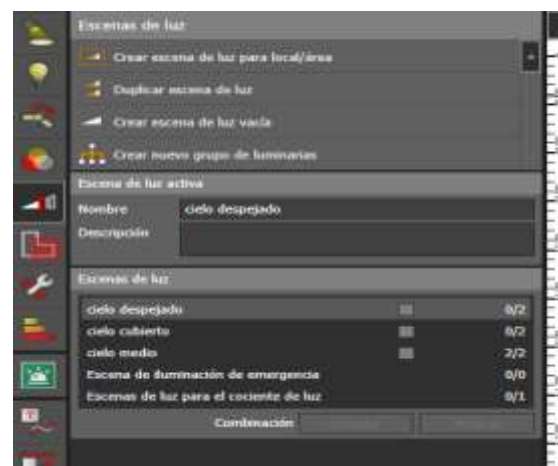 Escenas de luz
Crear escena de luz para local/área
Duplicar escena de luz
Crear escena de luz vacía
Crear nuevo grupo de luminarias
Escena de luz activa
Nombre cielo despejado
Descripción
Escenas de luz
cielo despejado 0/2
cielo cubierto 0/2
cielo medio 2/2
Escena de iluminación de emergencia 0/0
Escenas de luz para el cociente de luz 0/1
Combinación